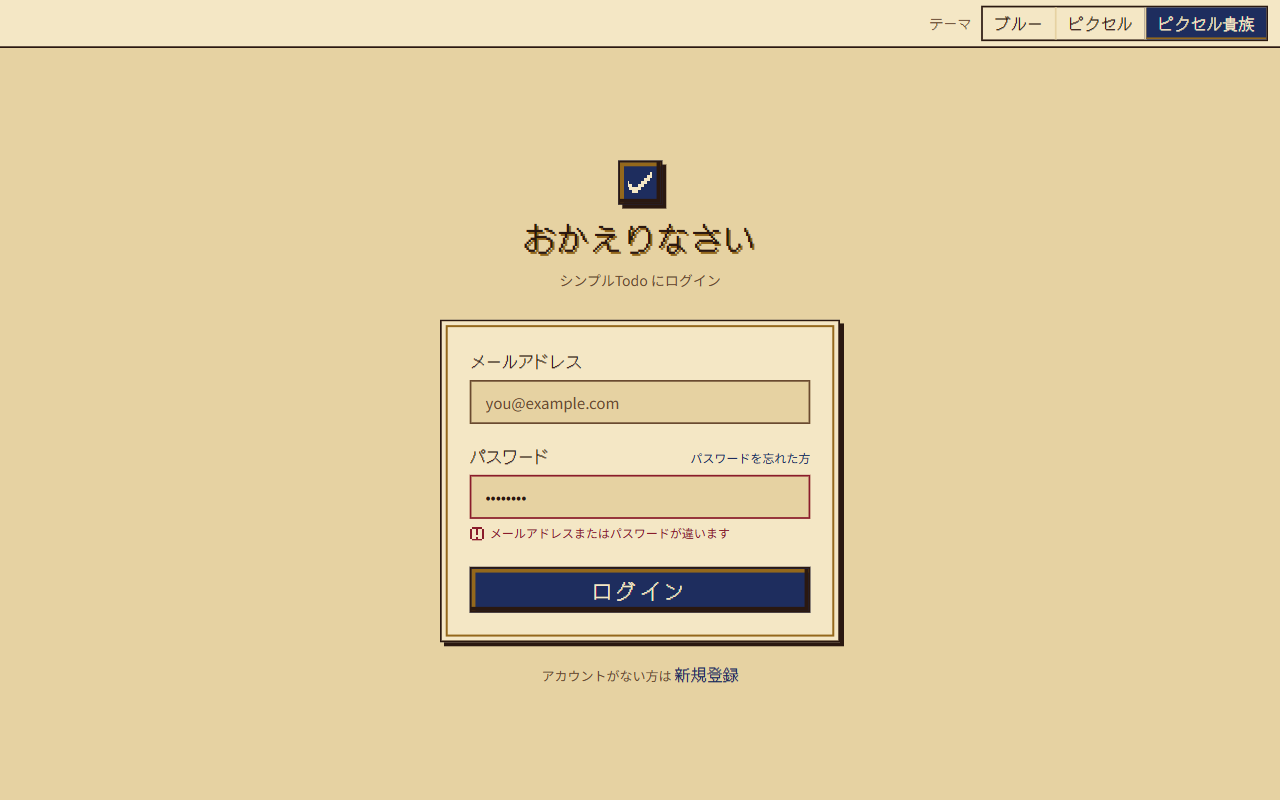 テーマ ブルー ピクセル ピクセル貴族
おかえりなさい
シンプルTodo にログイン
メールアドレス
you@example.com
パスワード パスワードを忘れた方
••••••••
メールアドレスまたはパスワードが違います
ログイン
アカウントがない方は 新規登録